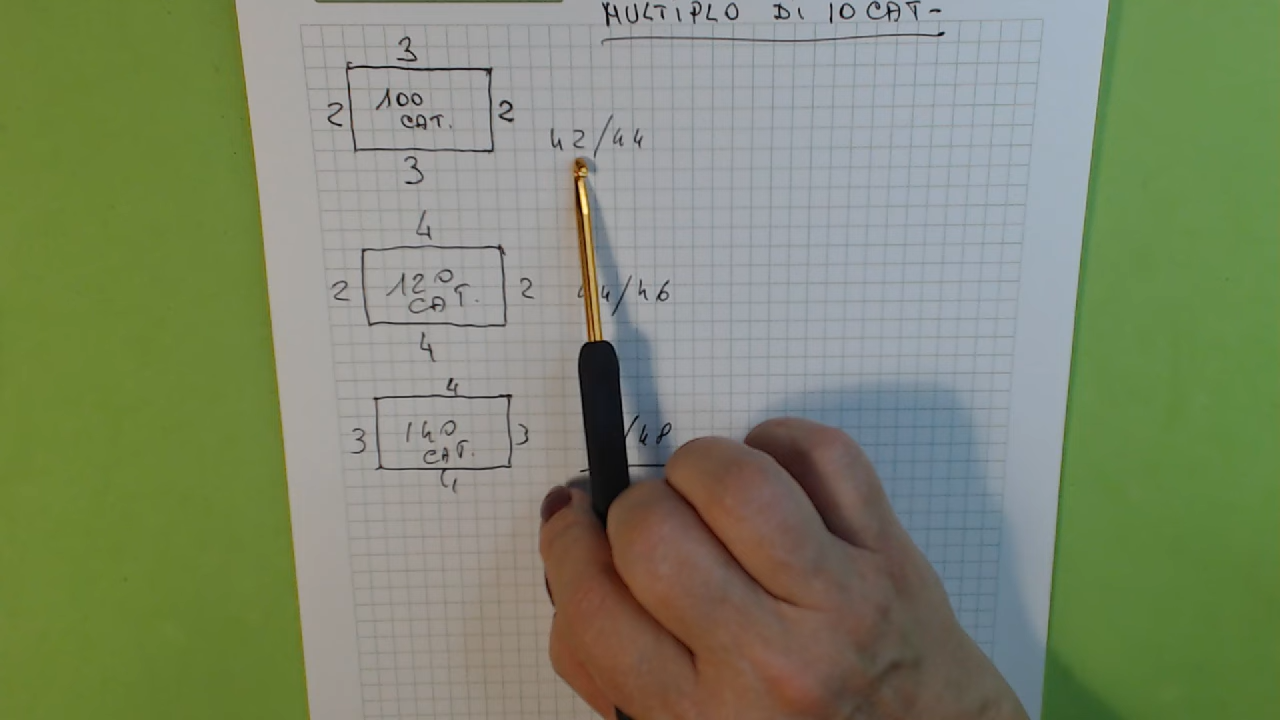 MULTIPLO DI 10 CAT-
3
2 100 2
CAT.
3
42/44
4
2 120 2
CAT.
4
/46
4
3 140 3
CAT.
4
/48